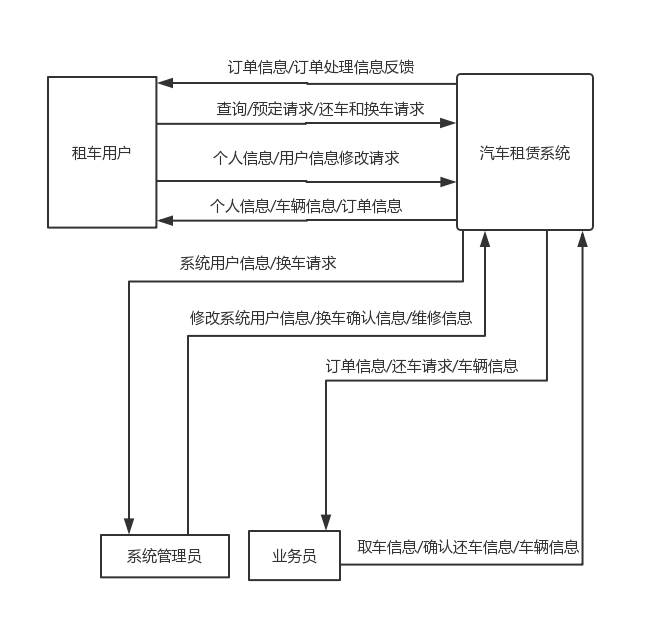 订单信息/订单处理信息反馈
查询/预定请求/还车和换车请求
租车用户
汽车租赁系统
个人信息/用户信息修改请求
个人信息/车辆信息/订单信息
系统用户信息/换车请求
修改系统用户信息/换车确认信息/维修信息
订单信息/还车请求/车辆信息
取车信息/确认还车信息/车辆信息
系统管理员
业务员